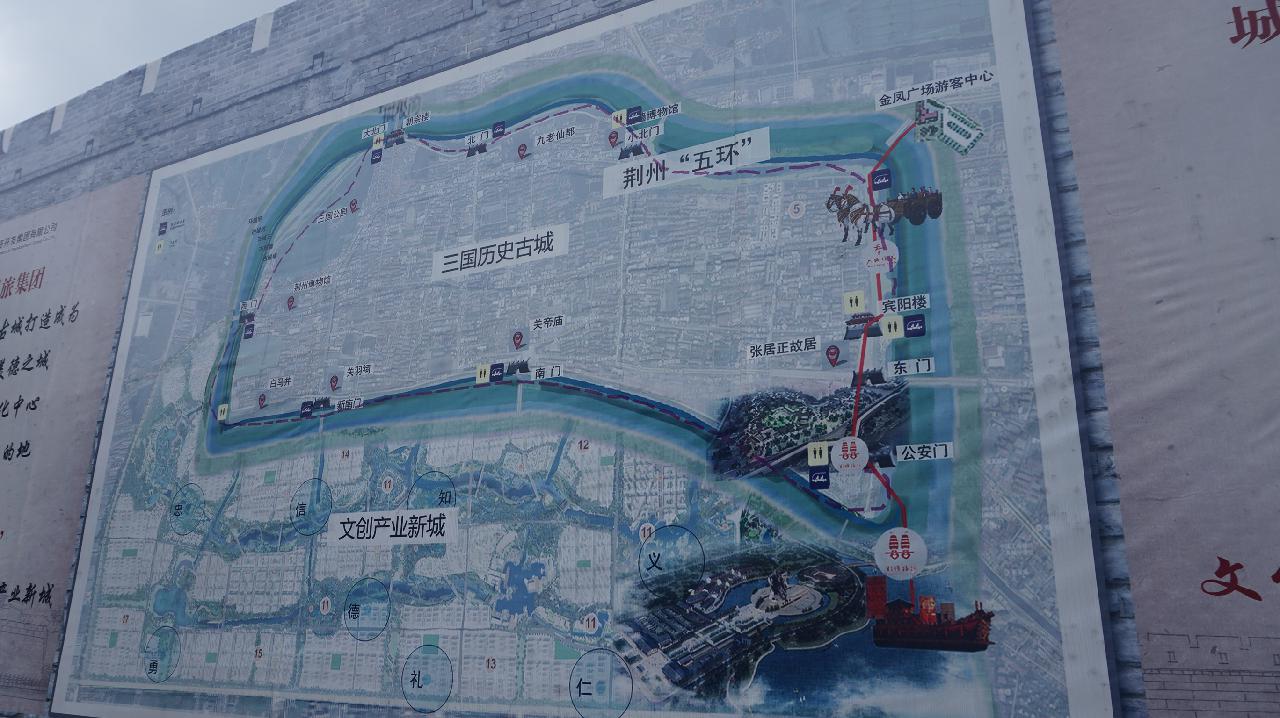 城
金凤广场游客中心
大北门
朝宗楼
北门
九老仙都
博物馆
小北门
荆州“五环”
三国公园
5
三国历史古城
荆州博物馆
宾阳楼
关帝庙
张居正故居
东门
关羽祠
白马井
南门
新南门
公安门
旅集团
古城打造成为
德之城
化中心
的地
产业新城
14
12
11
忠
信
知
文创产业新城
11
义
11
德
11
17
15
13
勇
礼
仁
文